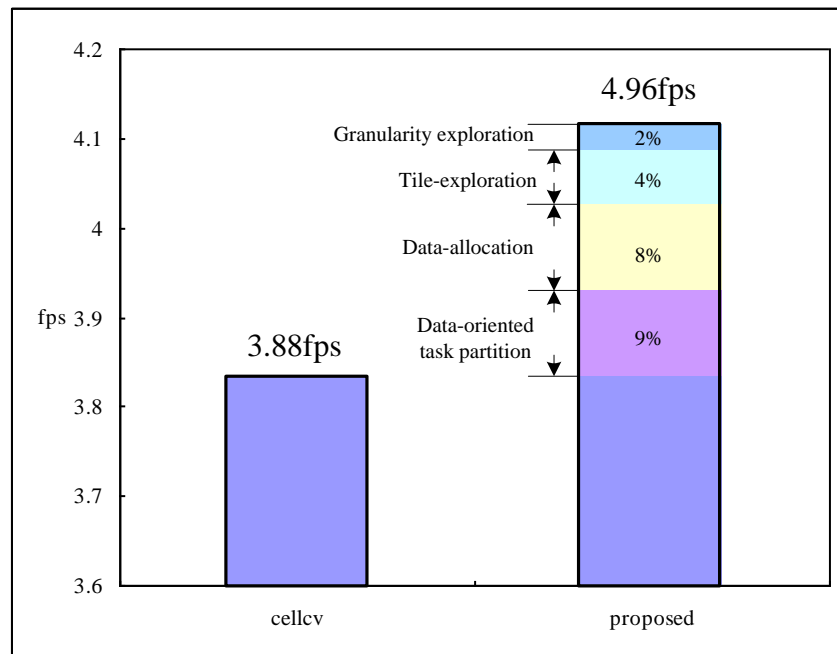 4.2
4.1
4
fps 3.9
3.8
3.7
3.6
3.88fps
4.96fps
Granularity exploration
2%
Tile-exploration
4%
Data-allocation
8%
Data-oriented
task partition
9%
cellcv
proposed